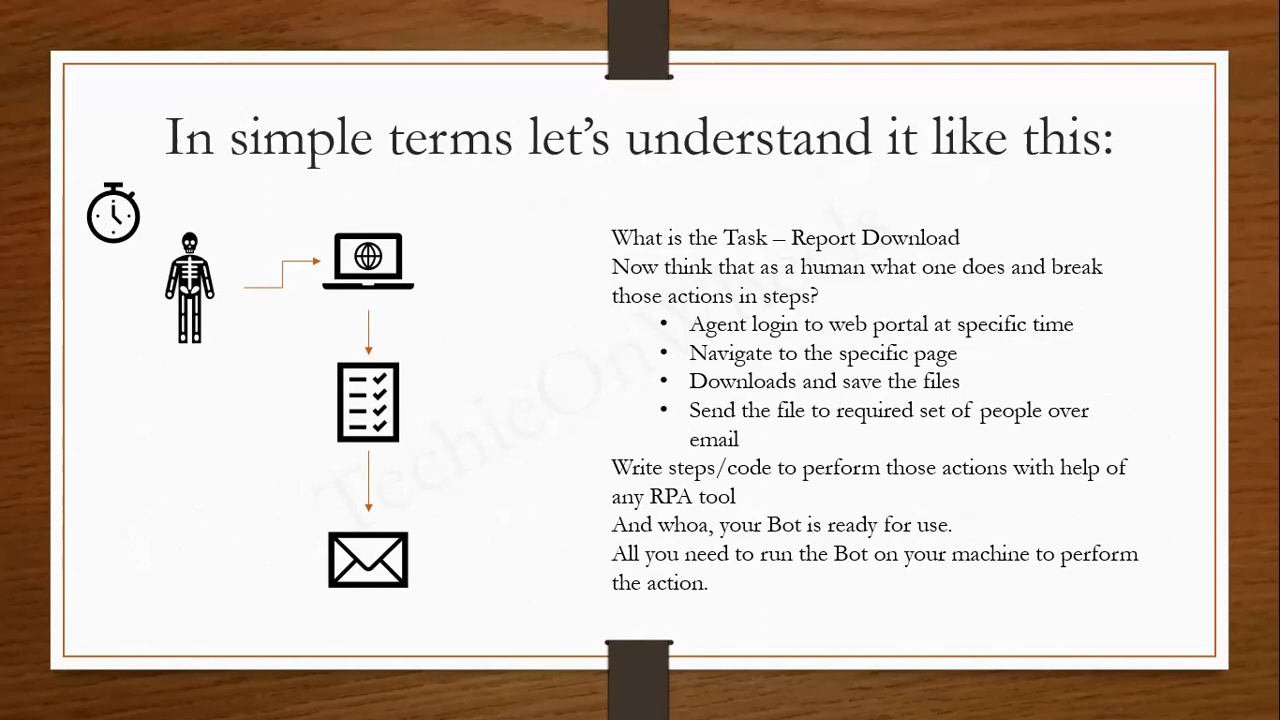 In simple terms let’s understand it like this:
What is the Task – Report Download
Now think that as a human what one does and break
those actions in steps?
• Agent login to web portal at specific time
• Navigate to the specific page
• Downloads and save the files
• Send the file to required set of people over
email
Write steps/code to perform those actions with help of
any RPA tool
And whoa, your Bot is ready for use.
All you need to run the Bot on your machine to perform
the action.
TechieOnWheels